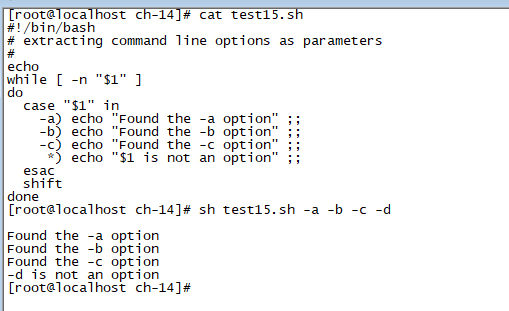 [root@localhost ch-14]# cat test15.sh
#!/bin/bash
# extracting command line options as parameters
#
echo
while [ -n "$1" ]
do
  case "$1" in
    -a) echo "Found the -a option" ;;
    -b) echo "Found the -b option" ;;
    -c) echo "Found the -c option" ;;
     *) echo "$1 is not an option" ;;
  esac
  shift
done
[root@localhost ch-14]# sh test15.sh -a -b -c -d

Found the -a option
Found the -b option
Found the -c option
-d is not an option
[root@localhost ch-14]#